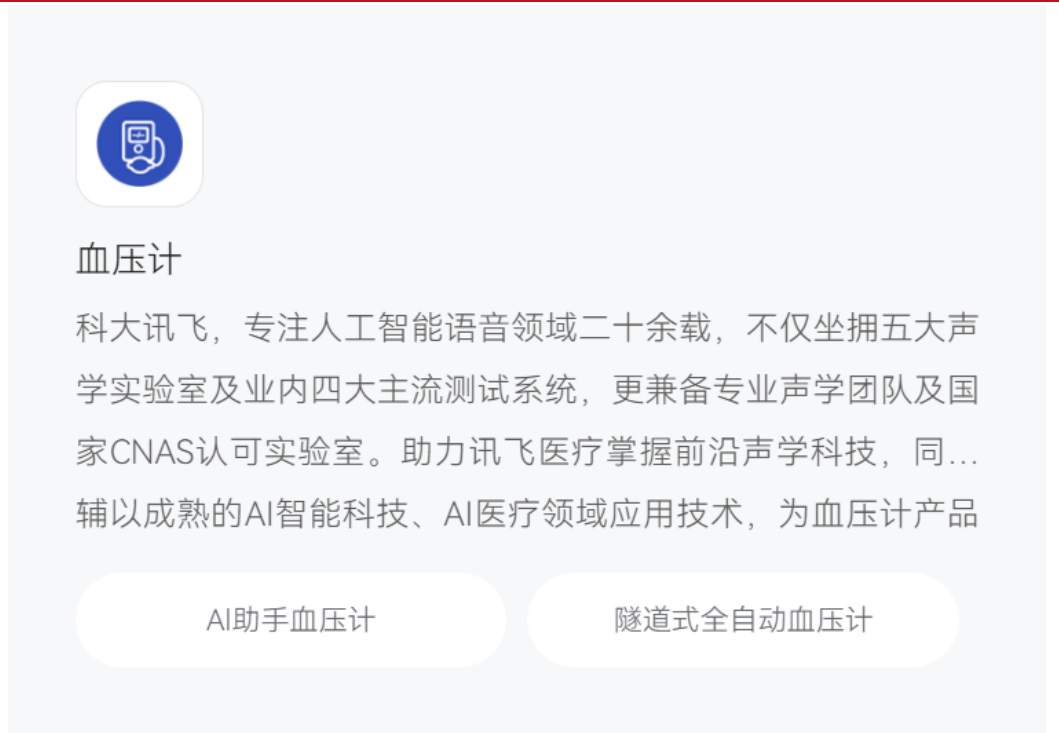 血压计
科大讯飞，专注人工智能语音领域二十余载，不仅坐拥五大声
学实验室及业内四大主流测试系统，更兼备专业声学团队及国
家CNAS认可实验室。助力讯飞医疗掌握前沿声学科技，同...
辅以成熟的AI智能科技、AI医疗领域应用技术，为血压计产品
AI助手血压计
隧道式全自动血压计